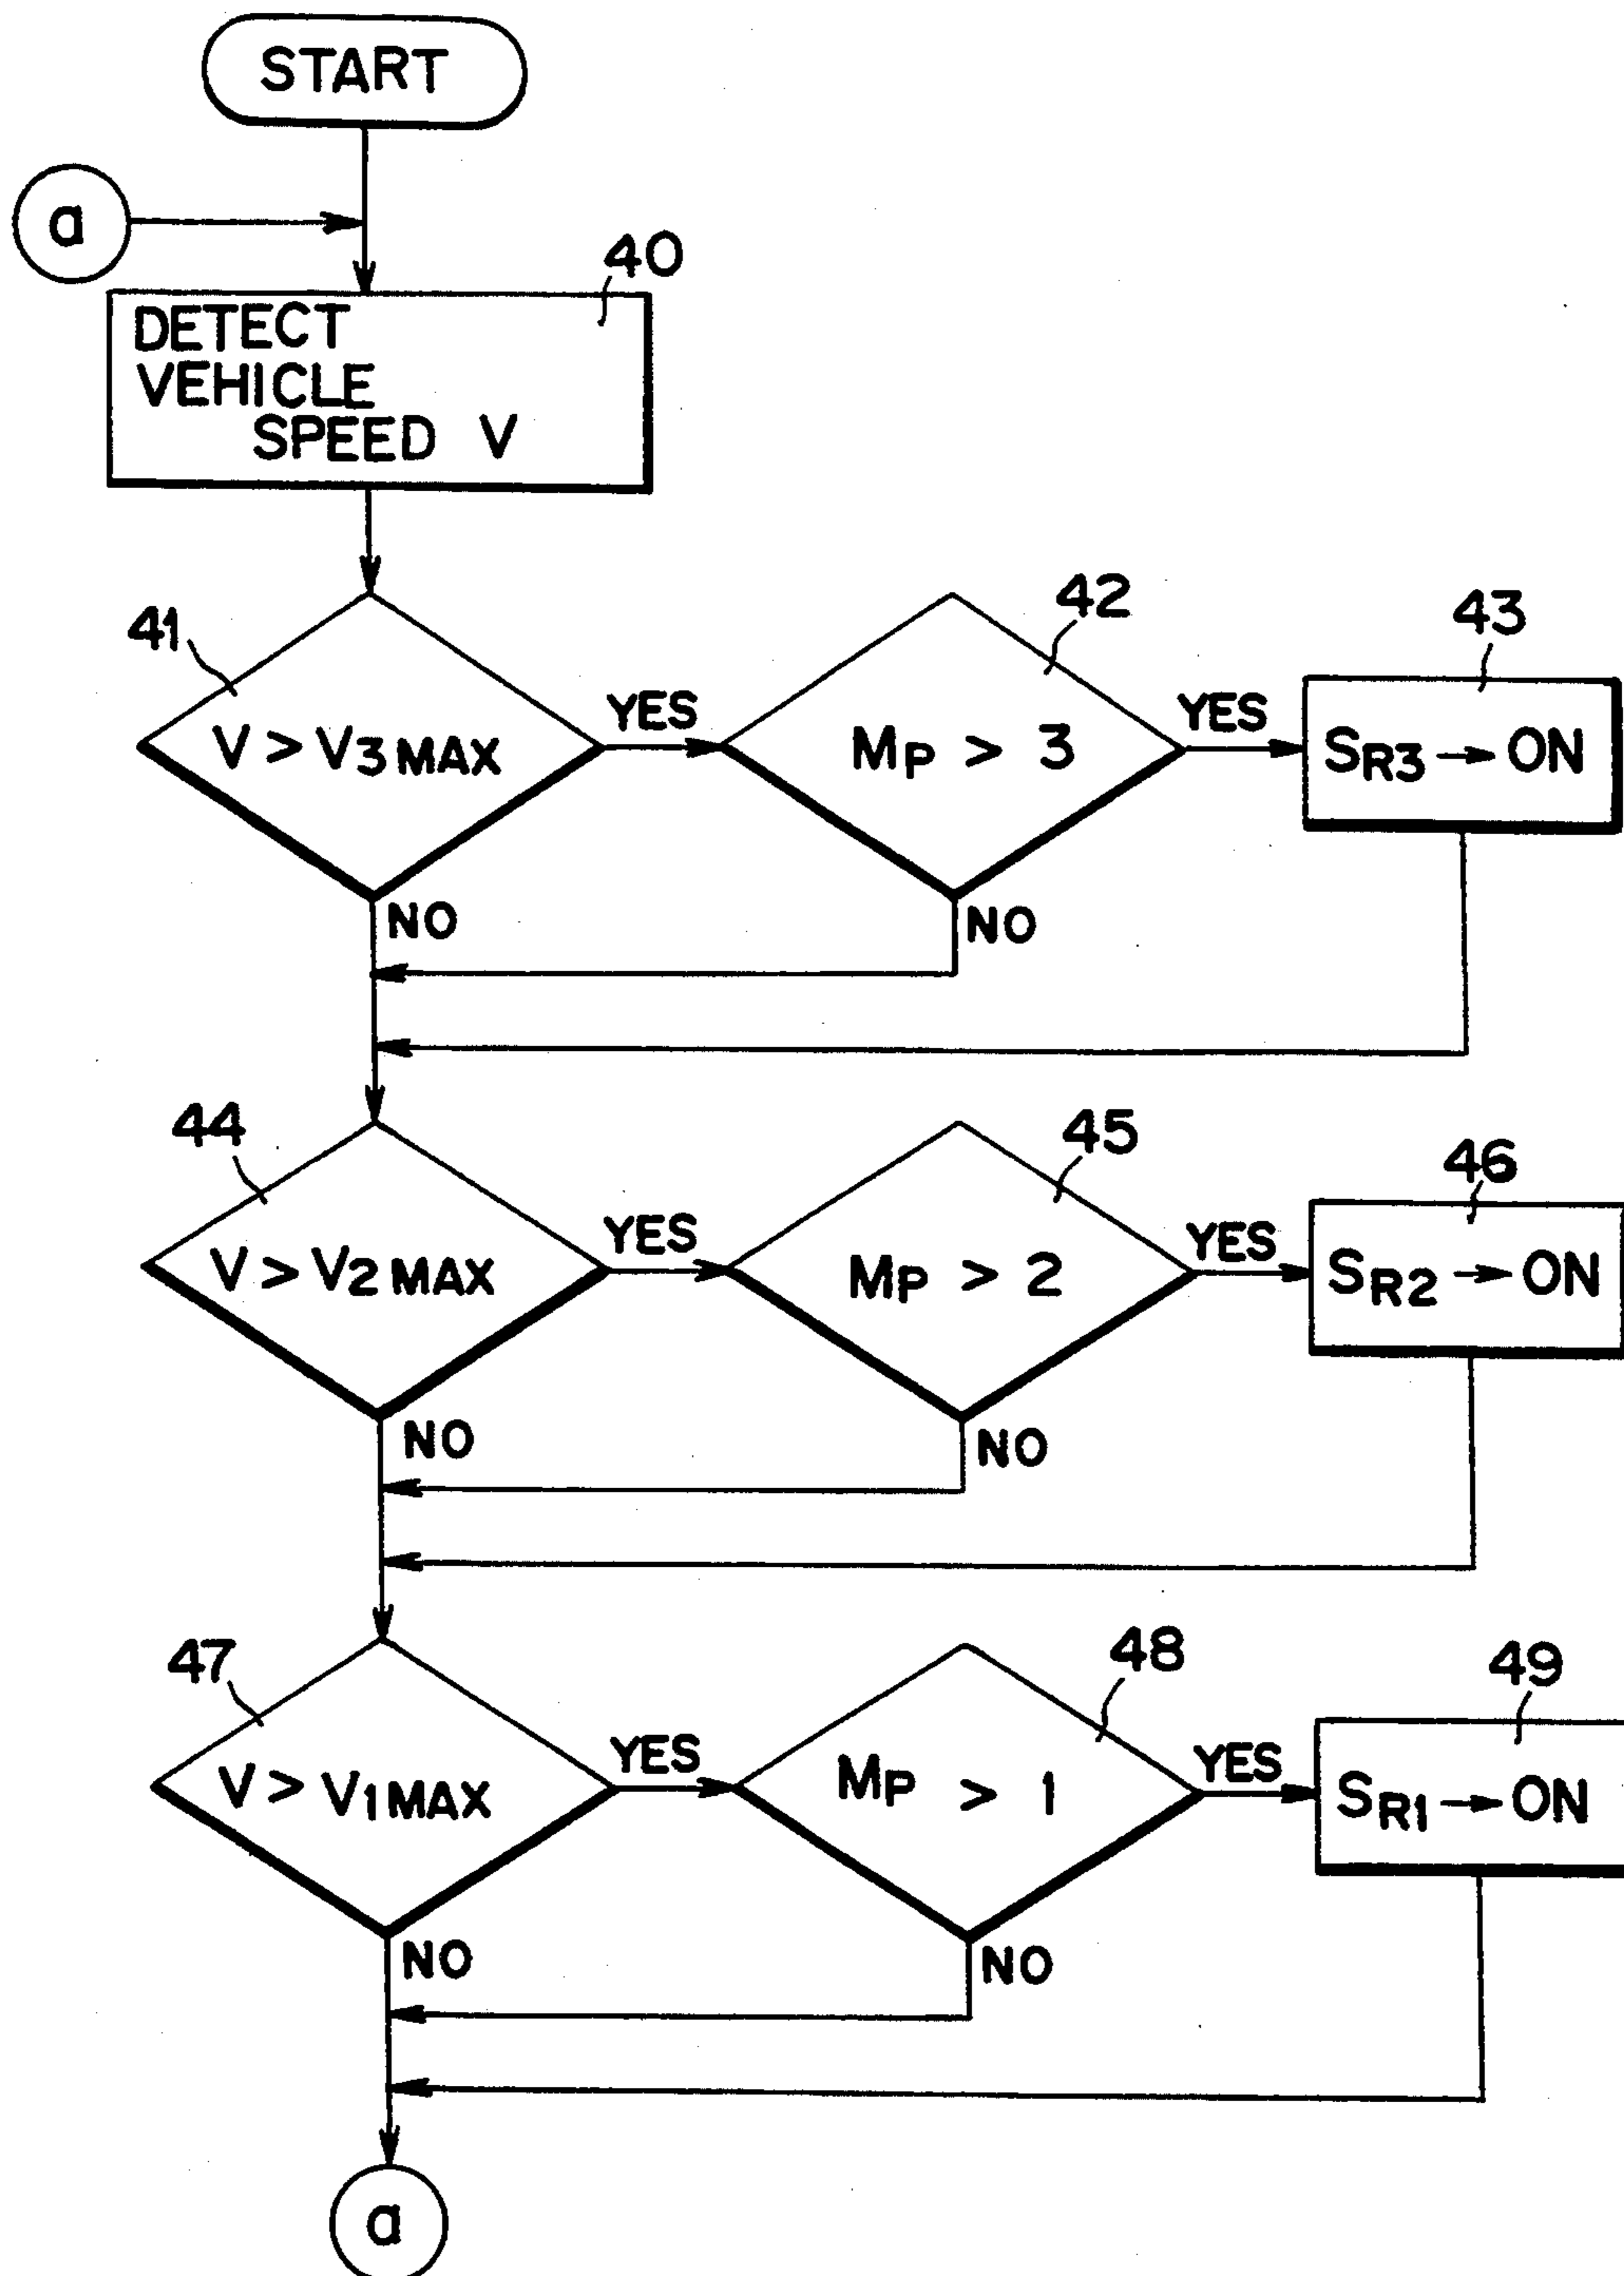 START
a
40
DETECT
VEHICLE
SPEED V
41
V > V3 MAX
YES
NO
42
MP > 3
YES
NO
43
SR3 → ON
44
V > V2 MAX
YES
NO
45
MP > 2
YES
NO
46
SR2 → ON
47
V > V1 MAX
YES
NO
48
MP > 1
YES
NO
49
SR1 → ON
a